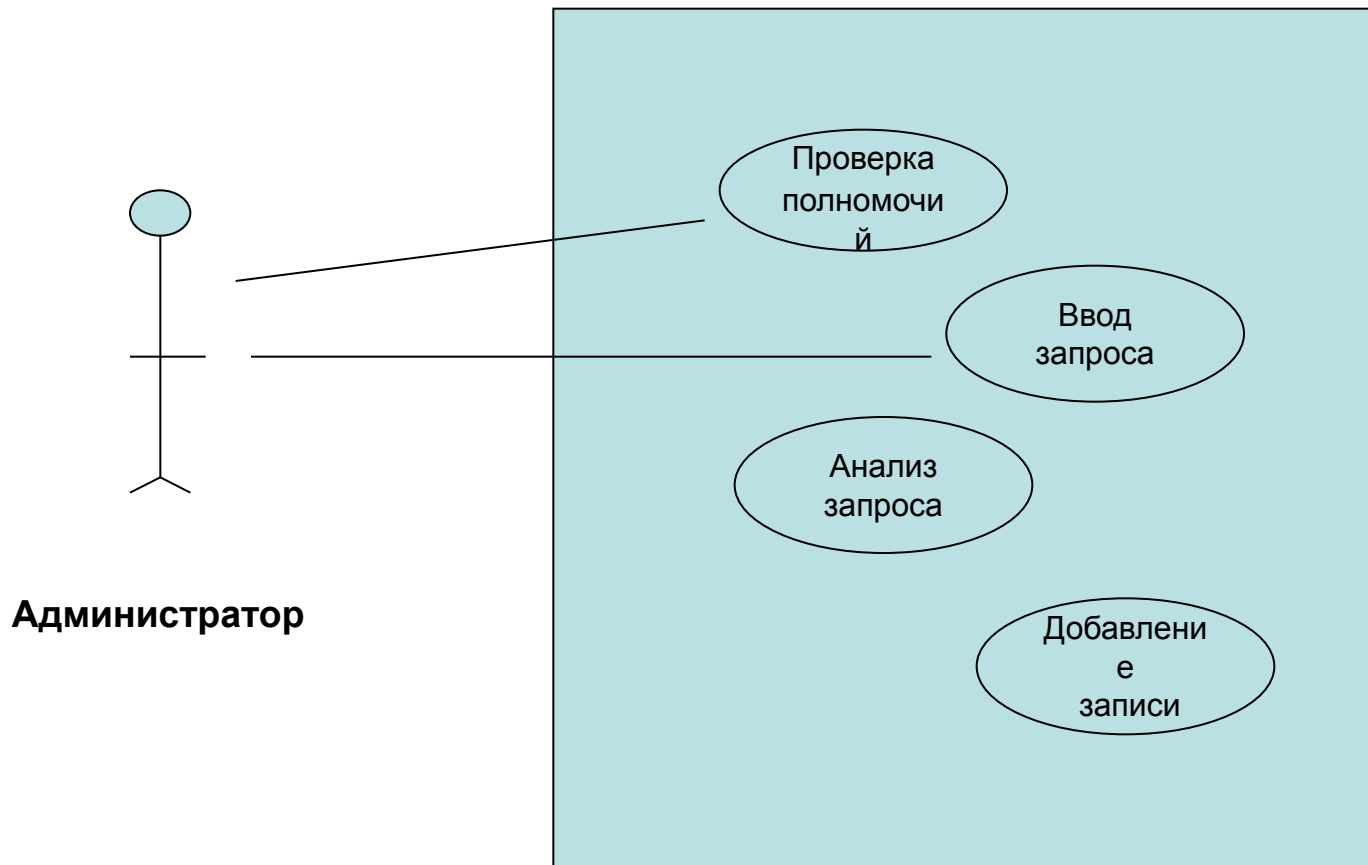 Проверка
полномочи
й
Ввод
запроса
Анализ
запроса
Администратор
Добавлени
е
записи